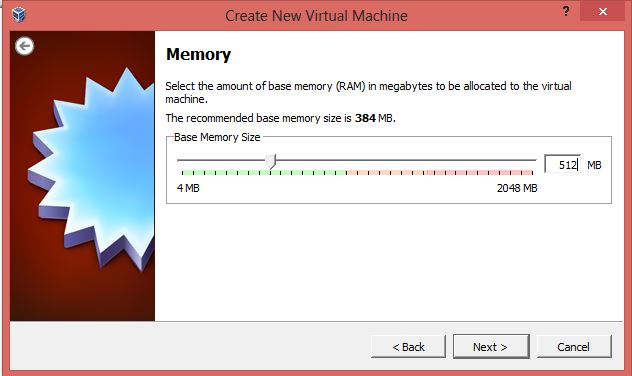 Create New Virtual Machine
? x
Memory
Select the amount of base memory (RAM) in megabytes to be allocated to the virtual
machine.
The recommended base memory size is 384 MB.
Base Memory Size
512 MB
4 MB 2048 MB
< Back Next > Cancel